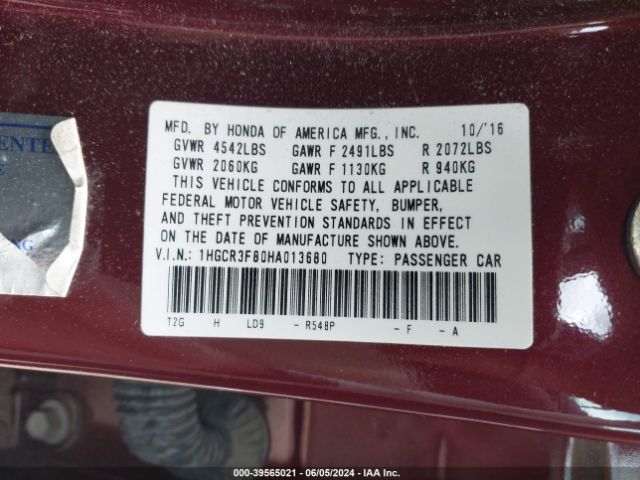 MFD. BY HONDA OF AMERICA MFG., INC. 10/'16
GVWR 4542LBS GAWR F 2491LBS R 2072LBS
GVWR 2060KG GAWR F 1130KG R 940KG
THIS VEHICLE CONFORMS TO ALL APPLICABLE
FEDERAL MOTOR VEHICLE SAFETY, BUMPER,
AND THEFT PREVENTION STANDARDS IN EFFECT
ON THE DATE OF MANUFACTURE SHOWN ABOVE.
V.I.N.: 1HGCR3F80HA013680 TYPE: PASSENGER CAR
T2G H LD9 - R548P - F - A
000-39565021 - 06/05/2024 - IAAI.com